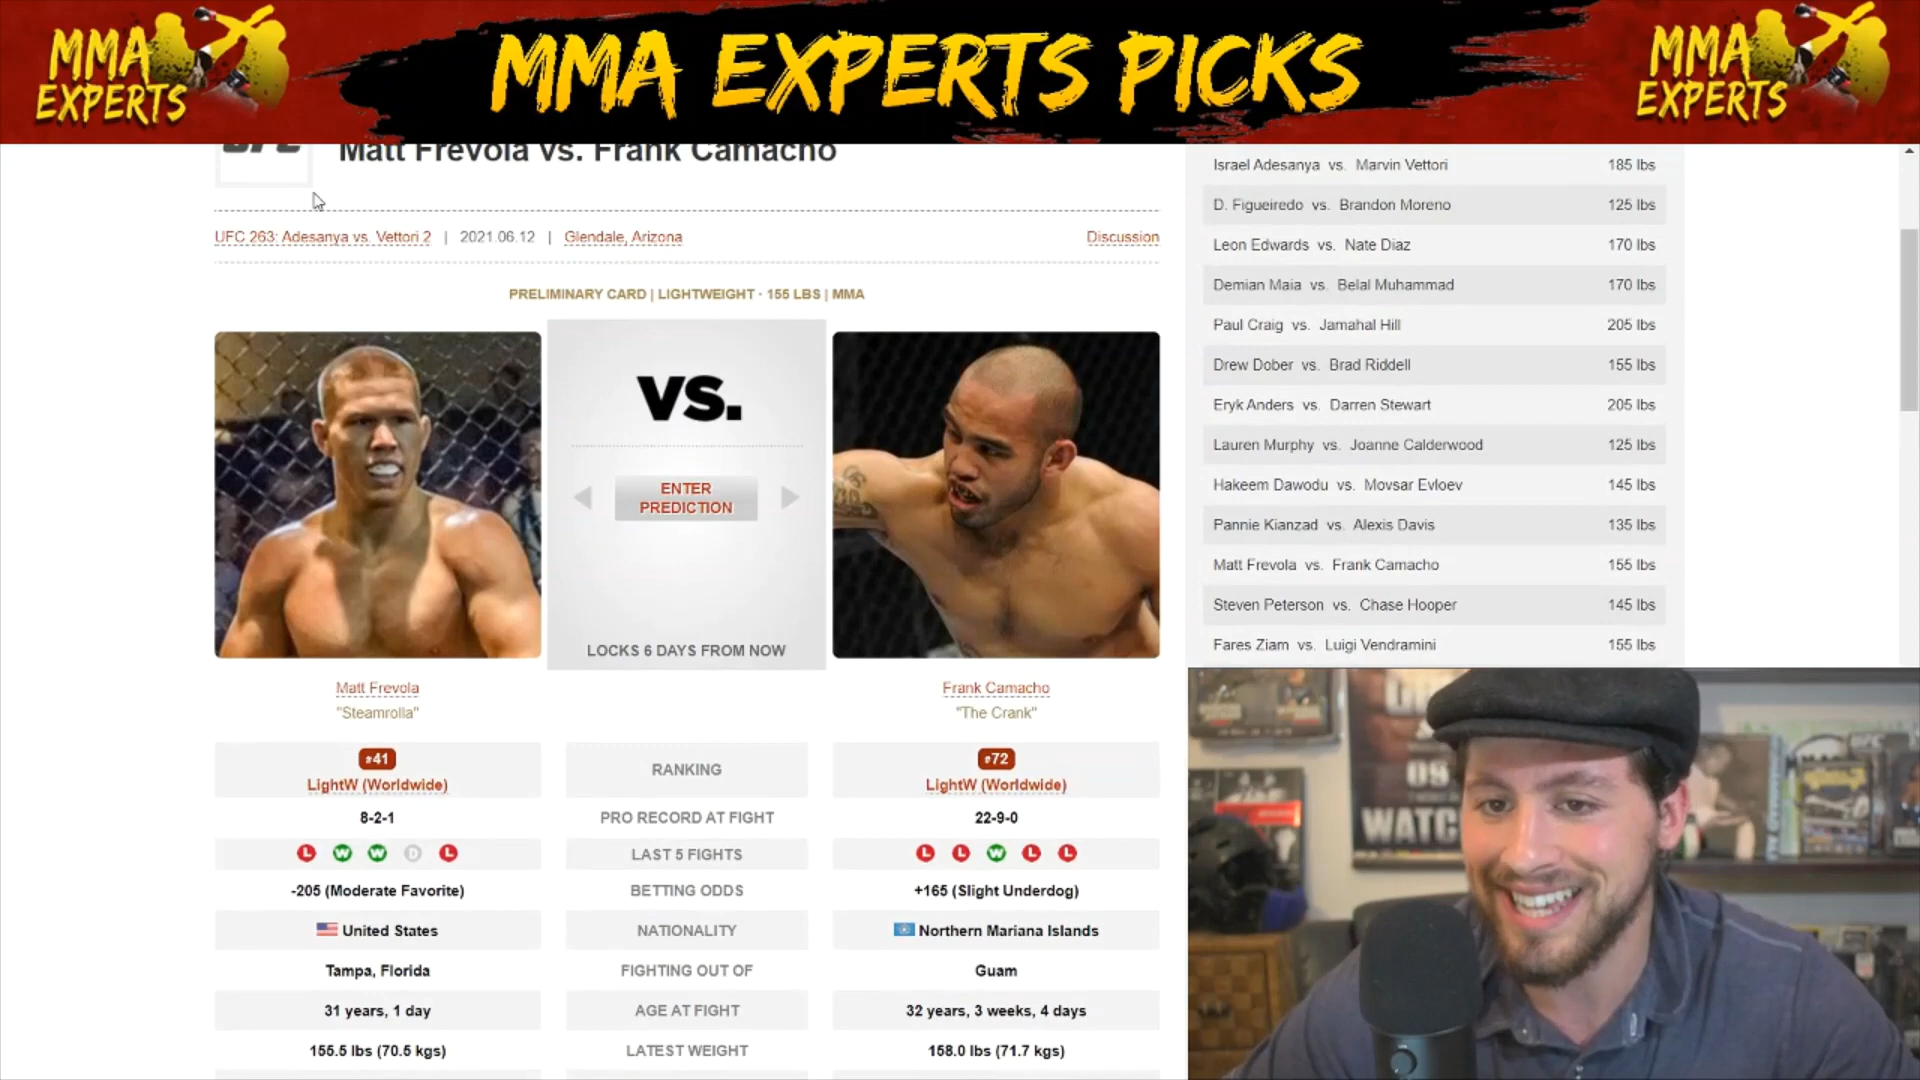 MMA
EXPERTS
MMA EXPERTS PICKS
MMA
EXPERTS
UFC
Matt Frevola vs. Frank Camacho
UFC 263: Adesanya vs. Vettori 2 | 2021.06.12 | Glendale, Arizona
Discussion
PRELIMINARY CARD | LIGHTWEIGHT · 155 LBS | MMA
VS.
ENTER
PREDICTION
LOCKS 6 DAYS FROM NOW
Matt Frevola
"Steamrolla"
Frank Camacho
"The Crank"
#41
LightW (Worldwide)
RANKING
#72
LightW (Worldwide)
8-2-1
PRO RECORD AT FIGHT
22-9-0
L W W D L
LAST 5 FIGHTS
L L W L L
-205 (Moderate Favorite)
BETTING ODDS
+165 (Slight Underdog)
United States
NATIONALITY
Northern Mariana Islands
Tampa, Florida
FIGHTING OUT OF
Guam
31 years, 1 day
AGE AT FIGHT
32 years, 3 weeks, 4 days
155.5 lbs (70.5 kgs)
LATEST WEIGHT
158.0 lbs (71.7 kgs)
Israel Adesanya vs. Marvin Vettori 185 lbs
D. Figueiredo vs. Brandon Moreno 125 lbs
Leon Edwards vs. Nate Diaz 170 lbs
Demian Maia vs. Belal Muhammad 170 lbs
Paul Craig vs. Jamahal Hill 205 lbs
Drew Dober vs. Brad Riddell 155 lbs
Eryk Anders vs. Darren Stewart 205 lbs
Lauren Murphy vs. Joanne Calderwood 125 lbs
Hakeem Dawodu vs. Movsar Evloev 145 lbs
Pannie Kianzad vs. Alexis Davis 135 lbs
Matt Frevola vs. Frank Camacho 155 lbs
Steven Peterson vs. Chase Hooper 145 lbs
Fares Ziam vs. Luigi Vendramini 155 lbs
WATC